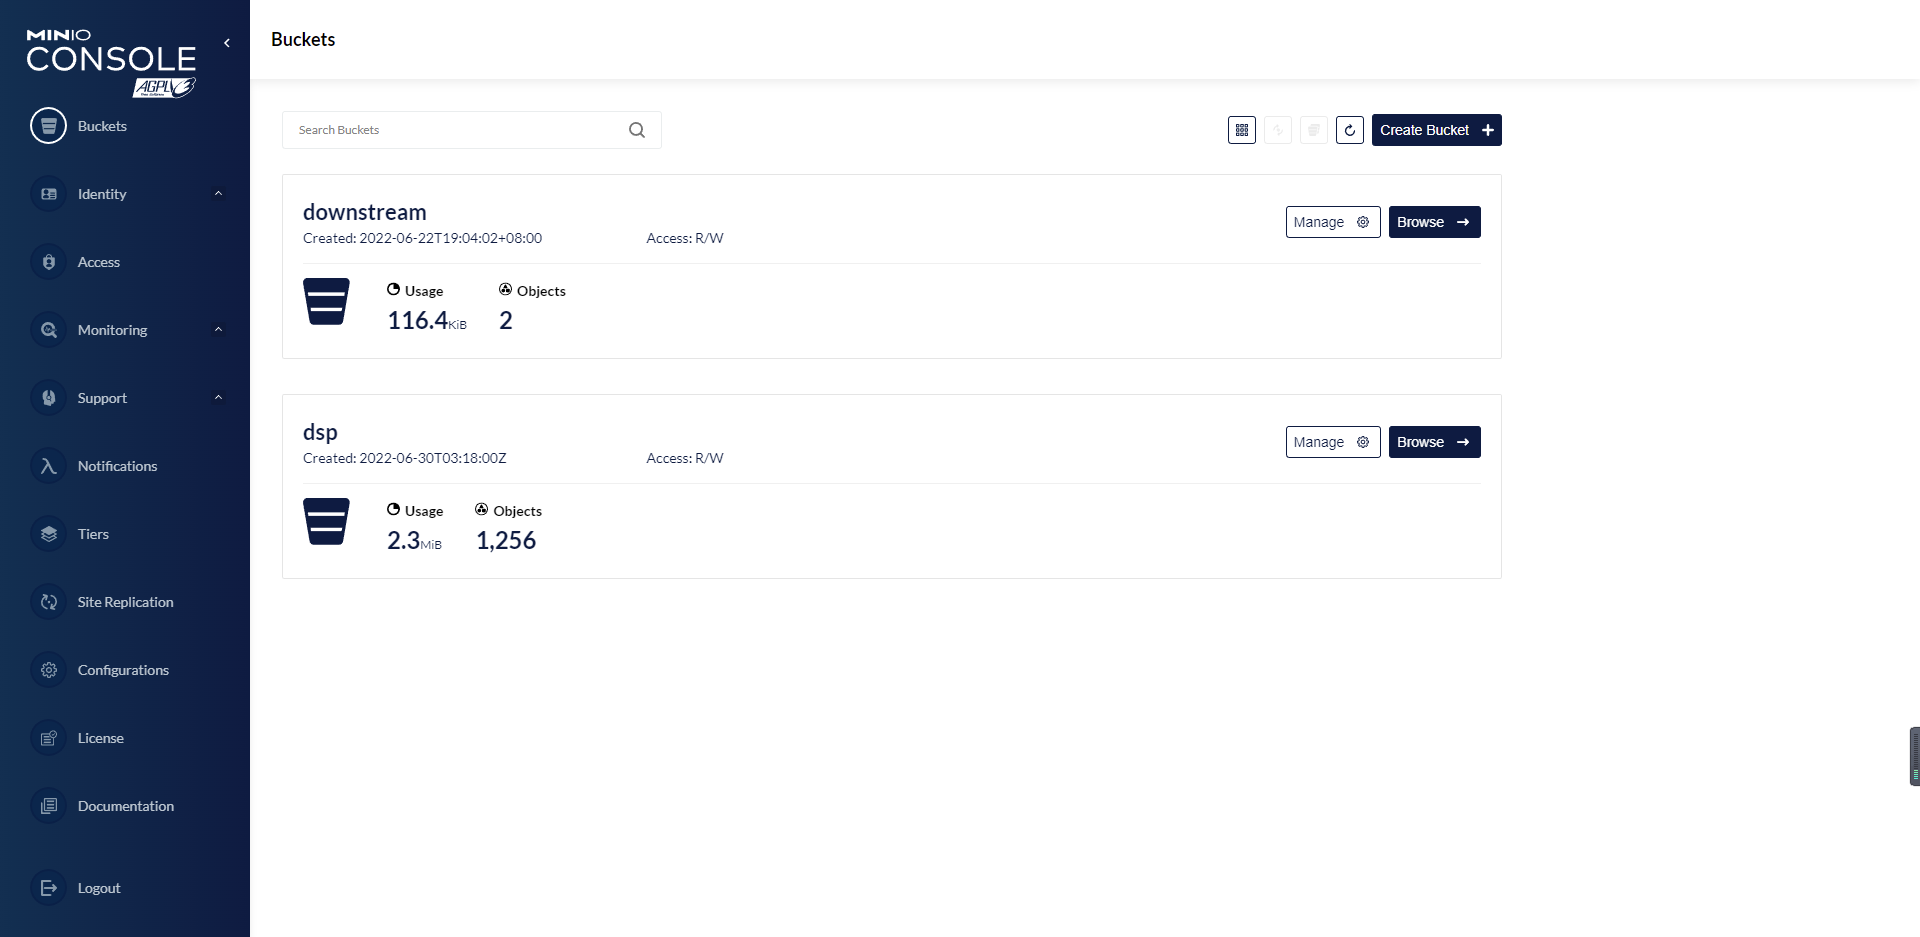 MINIO
CONSOLE
AGPLv3
Free Software
Buckets
Identity
Access
Monitoring
Support
Notifications
Tiers
Site Replication
Configurations
License
Documentation
Logout
Buckets
Search Buckets
Create Bucket
downstream
Created: 2022-06-22T19:04:02+08:00 Access: R/W
Manage Browse
Usage Objects
116.4KiB 2
dsp
Created: 2022-06-30T03:18:00Z Access: R/W
Manage Browse
Usage Objects
2.3MiB 1,256